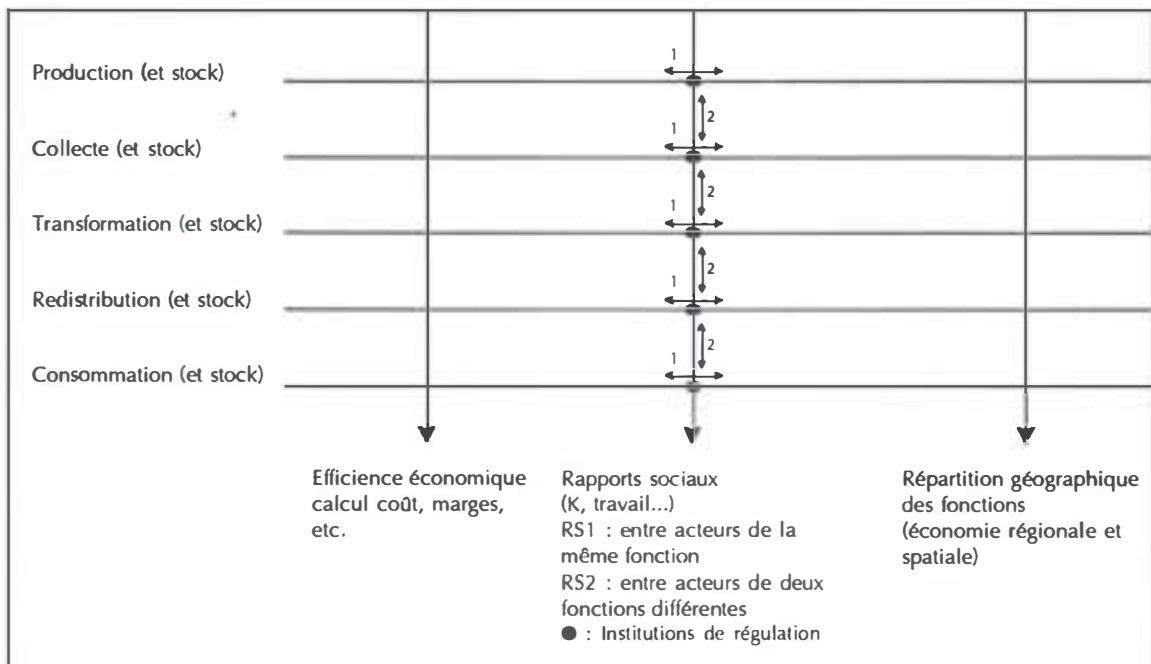 Production (et stock)
1
2
Collecte (et stock)
1
2
Transformation (et stock)
1
2
Redistribution (et stock)
1
2
Consommation (et stock)
1
Efficience économique
calcul coût, marges,
etc.
Rapports sociaux
(K, travail...)
RS1 : entre acteurs de la
même fonction
RS2 : entre acteurs de deux
fonctions différentes
● : Institutions de régulation
Répartition géographique
des fonctions
(économie régionale et
spatiale)